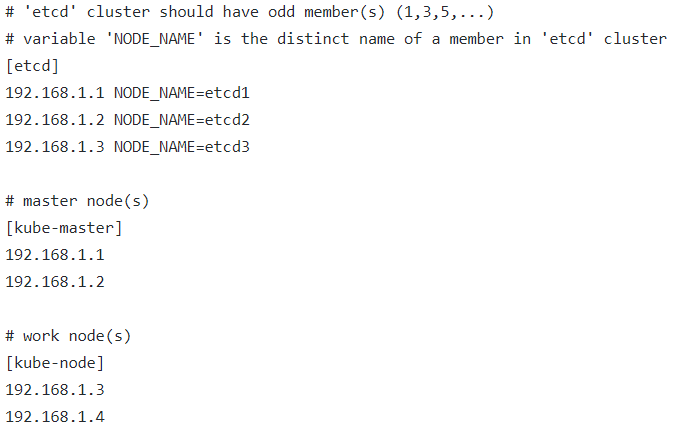 # 'etcd' cluster should have odd member(s) (1,3,5,...)
# variable 'NODE_NAME' is the distinct name of a member in 'etcd' cluster
[etcd]
192.168.1.1 NODE_NAME=etcd1
192.168.1.2 NODE_NAME=etcd2
192.168.1.3 NODE_NAME=etcd3
# master node(s)
[kube-master]
192.168.1.1
192.168.1.2
# work node(s)
[kube-node]
192.168.1.3
192.168.1.4